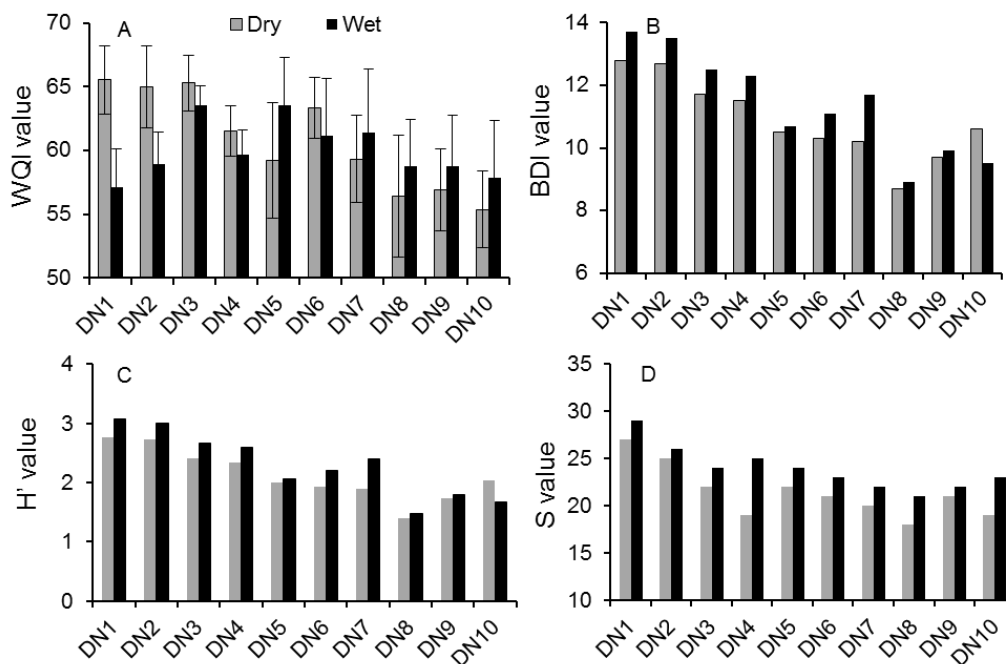 A
Dry
Wet
WQI value
70
65
60
55
50
DN1
DN2
DN3
DN4
DN5
DN6
DN7
DN8
DN9
DN10
B
BDI value
14
12
10
8
6
DN1
DN2
DN3
DN4
DN5
DN6
DN7
DN8
DN9
DN10
C
H' value
4
3
2
1
0
DN1
DN2
DN3
DN4
DN5
DN6
DN7
DN8
DN9
DN10
D
S value
35
30
25
20
15
10
DN1
DN2
DN3
DN4
DN5
DN6
DN7
DN8
DN9
DN10